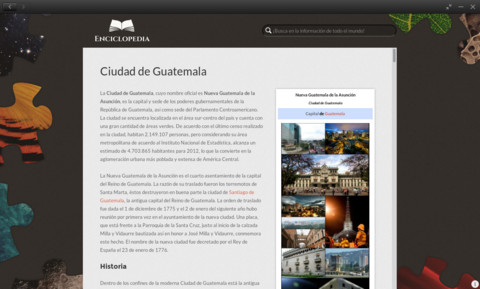 ENCICLOPEDIA
Busca en la información de todo el mundo!
Ciudad de Guatemala
La Ciudad de Guatemala, cuyo nombre oficial es Nueva Guatemala de la
Asunción, es la capital y sede de los poderes gubernamentales de la
República de Guatemala, así como sede del Parlamento Centroamericano.
La ciudad se encuentra localizada en el área sur-centro del país y cuenta con
una gran cantidad de áreas verdes. De acuerdo con el último censo realizado
en la ciudad, habitan 2.149.107 personas, pero considerando su área
metropolitana de acuerdo al Instituto Nacional de Estadística, alcanza un
estimado de 4.703.865 habitantes para 2012, lo que la convierte en la
aglomeración urbana más poblada y extensa de América Central.
La Nueva Guatemala de la Asunción es el cuarto asentamiento de la capital
del Reino de Guatemala. La razón de su traslado fueron los terremotos de
Santa Marta, éstos destruyeron en buena parte la ciudad de Santiago de
Guatemala, la antigua capital del Reino de Guatemala. La orden de traslado
fue dada el 1 de diciembre de 1775 y el 2 de enero del siguiente año hubo
reunión por primera vez en el ayuntamiento de la nueva ciudad. Una placa,
que está frente a la Parroquia de la Santa Cruz, justo al inicio de la calzada
Milla y Vidaurre bautizada así en honor a José Milla y Vidaurre, conmemora
este hecho. El nombre de la nueva ciudad fue decretado por el Rey de
España el 23 de enero de 1776.
Historia
Dentro de los confines de la moderna Ciudad de Guatemala está la antigua
Nueva Guatemala de la Asunción
Ciudad de Guatemala
Capital de Guatemala